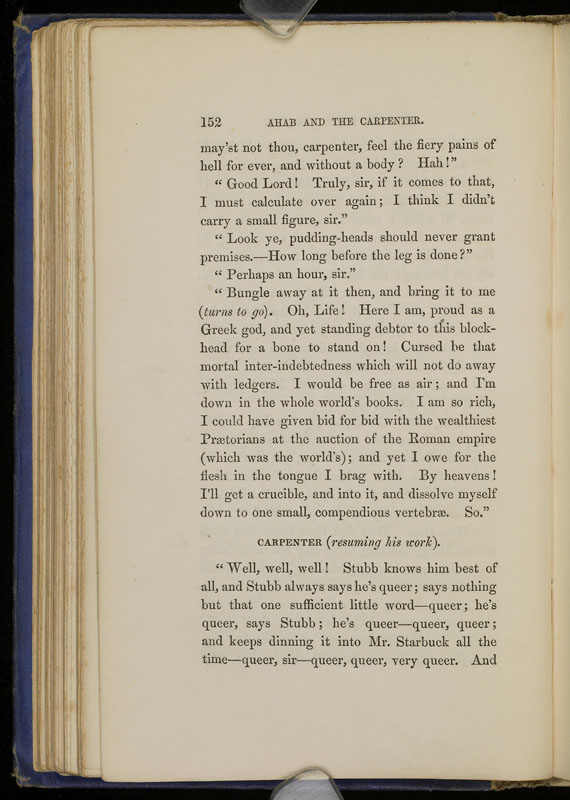 152 AHAB AND THE CARPENTER.
may'st not thou, carpenter, feel the fiery pains of
hell for ever, and without a body? Hah!"
"Good Lord! Truly, sir, if it comes to that,
I must calculate over again; I think I didn't
carry a small figure, sir."
"Look ye, pudding-heads should never grant
premises.—How long before the leg is done?"
"Perhaps an hour, sir."
"Bungle away at it then, and bring it to me
(turns to go). Oh, Life! Here I am, proud as a
Greek god, and yet standing debtor to this block-
head for a bone to stand on! Cursed be that
mortal inter-indebtedness which will not do away
with ledgers. I would be free as air; and I'm
down in the whole world's books. I am so rich,
I could have given bid for bid with the wealthiest
Prætorians at the auction of the Roman empire
(which was the world's); and yet I owe for the
flesh in the tongue I brag with. By heavens!
I'll get a crucible, and into it, and dissolve myself
down to one small, compendious vertebræ. So."
CARPENTER (resuming his work).
"Well, well, well! Stubb knows him best of
all, and Stubb always says he's queer; says nothing
but that one sufficient little word—queer; he's
queer, says Stubb; he's queer—queer, queer;
and keeps dinning it into Mr. Starbuck all the
time—queer, sir—queer, queer, very queer. And